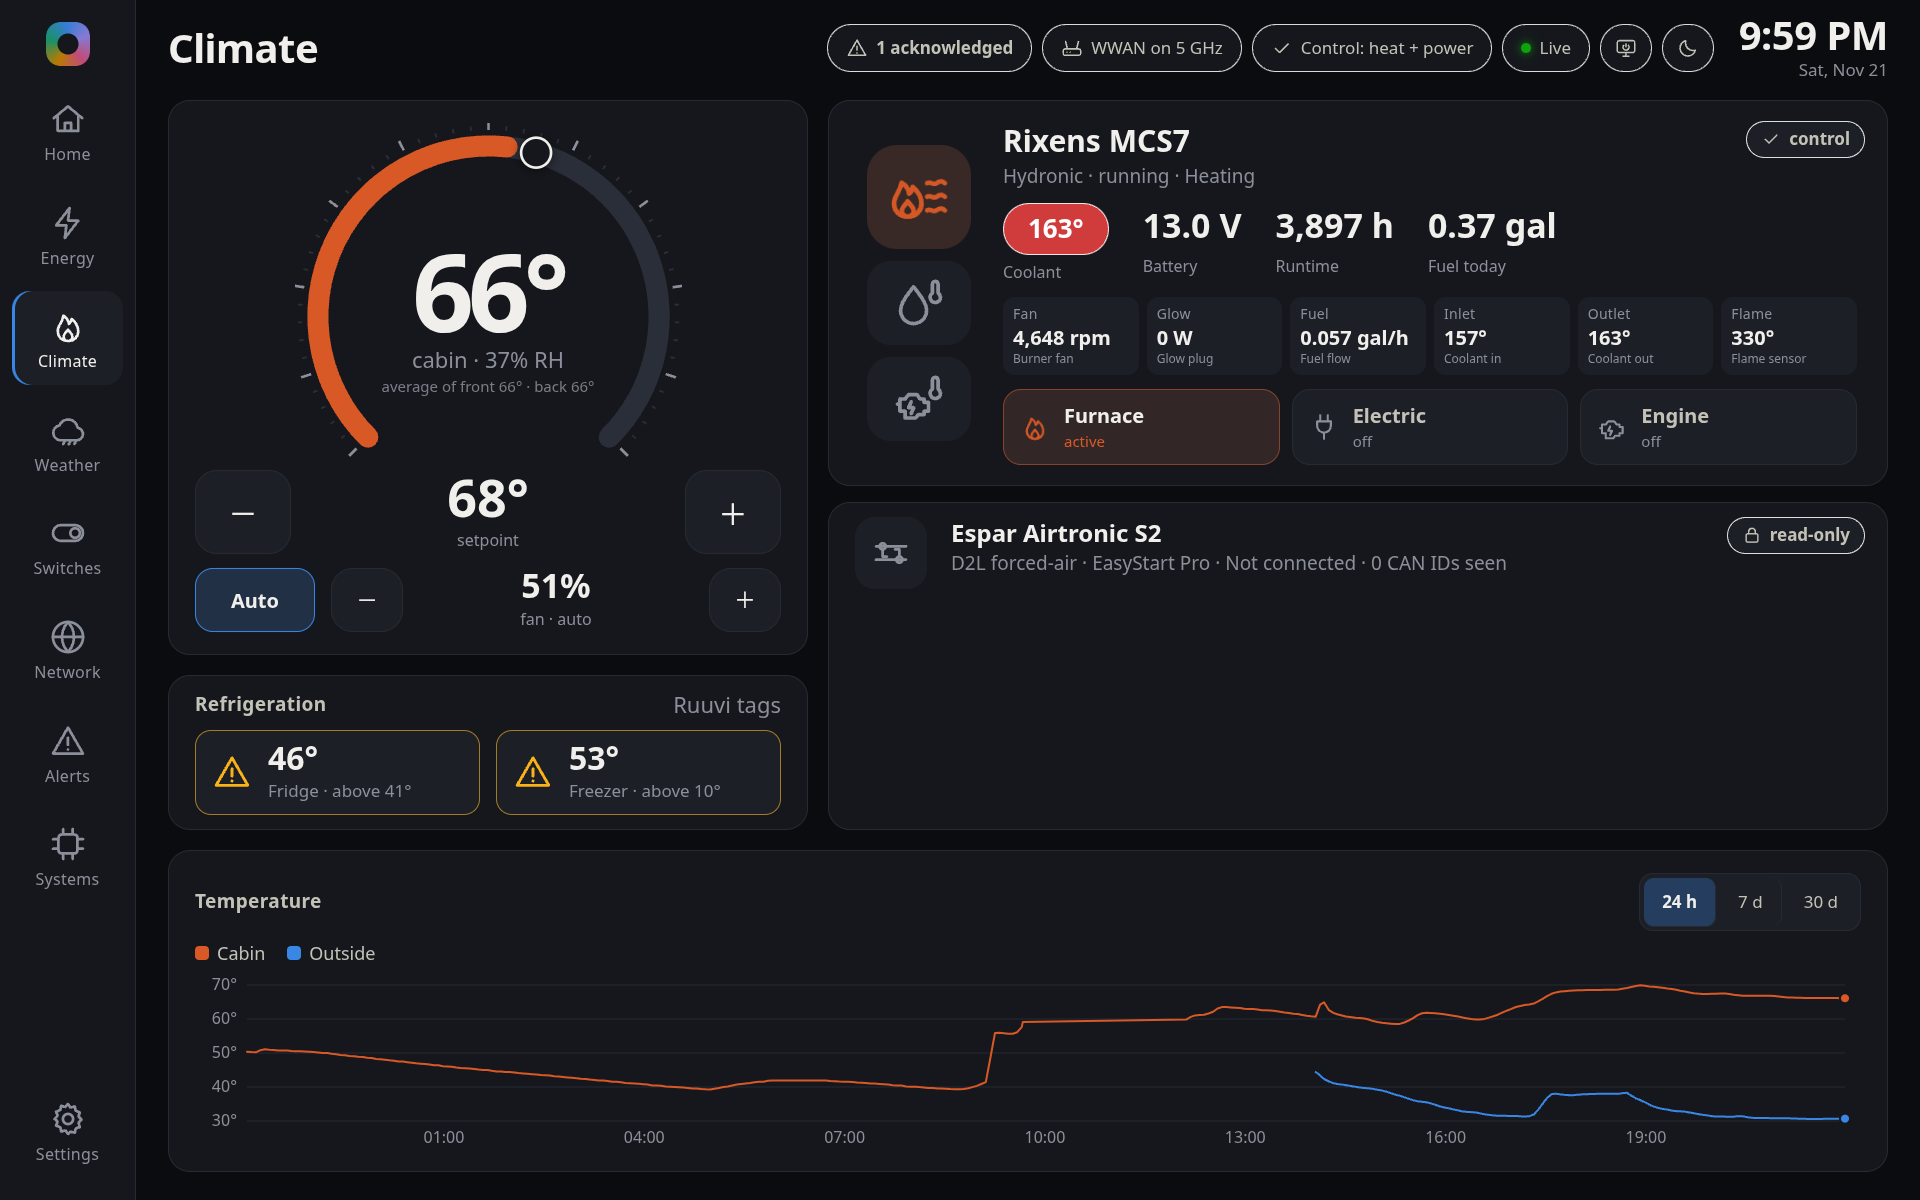 Climate
1 acknowledged
WWAN on 5 GHz
Control: heat + power
Live
9:59 PM
Sat, Nov 21
Home
Energy
Climate
Weather
Switches
Network
Alerts
Systems
Settings
66°
cabin · 37% RH
average of front 66° · back 66°
−
68°
setpoint
+
Auto
−
51%
fan · auto
+
Refrigeration
Ruuvi tags
46°
Fridge · above 41°
53°
Freezer · above 10°
Rixens MCS7
control
Hydronic · running · Heating
163°
Coolant
13.0 V
Battery
3,897 h
Runtime
0.37 gal
Fuel today
Fan
4,648 rpm
Burner fan
Glow
0 W
Glow plug
Fuel
0.057 gal/h
Fuel flow
Inlet
157°
Coolant in
Outlet
163°
Coolant out
Flame
330°
Flame sensor
Furnace
active
Electric
off
Engine
off
Espar Airtronic S2
read-only
D2L forced-air · EasyStart Pro · Not connected · 0 CAN IDs seen
Temperature
24 h
7 d
30 d
Cabin
Outside
70°
60°
50°
40°
30°
01:00
04:00
07:00
10:00
13:00
16:00
19:00